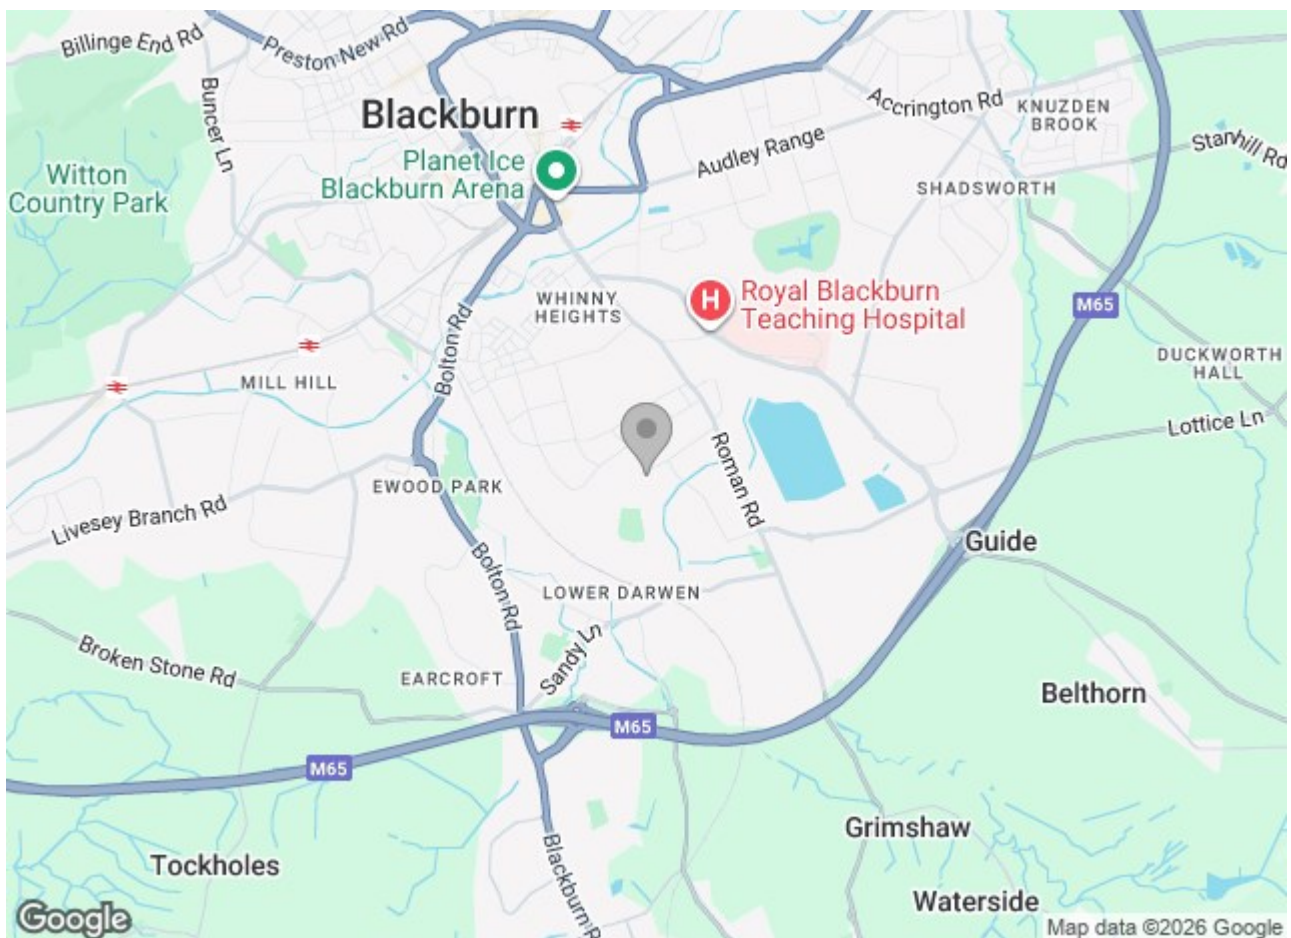 Billinge End Rd
Preston New Rd
Buncer Ln
Blackburn
Accrington Rd
KNUZDEN
BROOK
Audley Range
Stanhill Rd
Planet Ice
Blackburn Arena
Witton
Country Park
SHADSWORTH
WHINNY
HEIGHTS
H
Royal Blackburn
Teaching Hospital
M65
Bolton Rd
MILL HILL
DUCKWORTH
HALL
Lottice Ln
Roman Rd
EWOOD PARK
Livesey Branch Rd
Guide
Bolton Rd
LOWER DARWEN
Sandy Ln
Broken Stone Rd
EARCROFT
Belthorn
M65
M65
Grimshaw
Blackburn R
Tockholes
Waterside
Google
Map data ©2026 Google